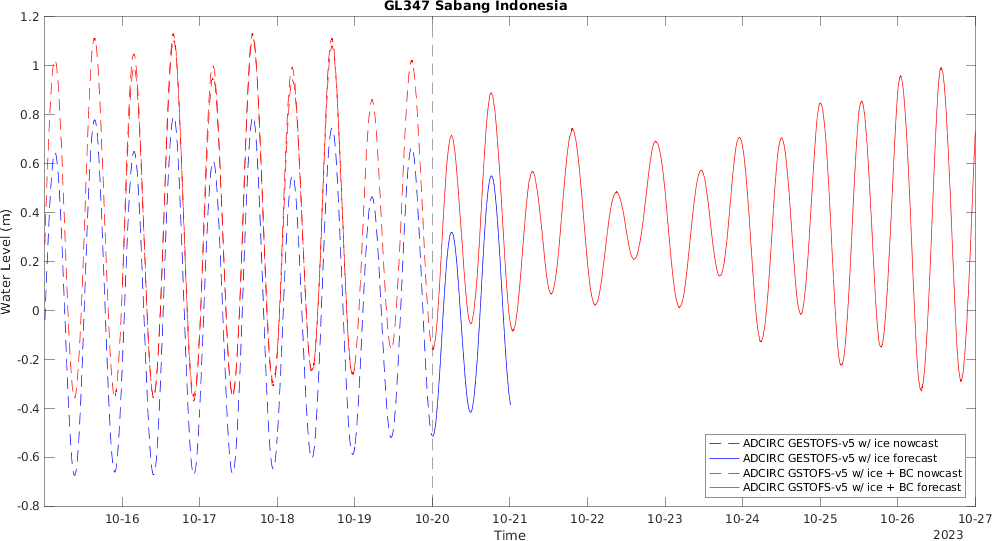 GL347 Sabang Indonesia
1.2
1
0.8
0.6
0.4
0.2
0
-0.2
-0.4
-0.6
-0.8
Water Level (m)
ADCIRC GESTOFS-v5 w/ ice nowcast
ADCIRC GESTOFS-v5 w/ ice forecast
ADCIRC GSTOFS-v5 w/ ice + BC nowcast
ADCIRC GSTOFS-v5 w/ ice + BC forecast
10-16 10-17 10-18 10-19 10-20 10-21 10-22 10-23 10-24 10-25 10-26 10-27
Time
2023